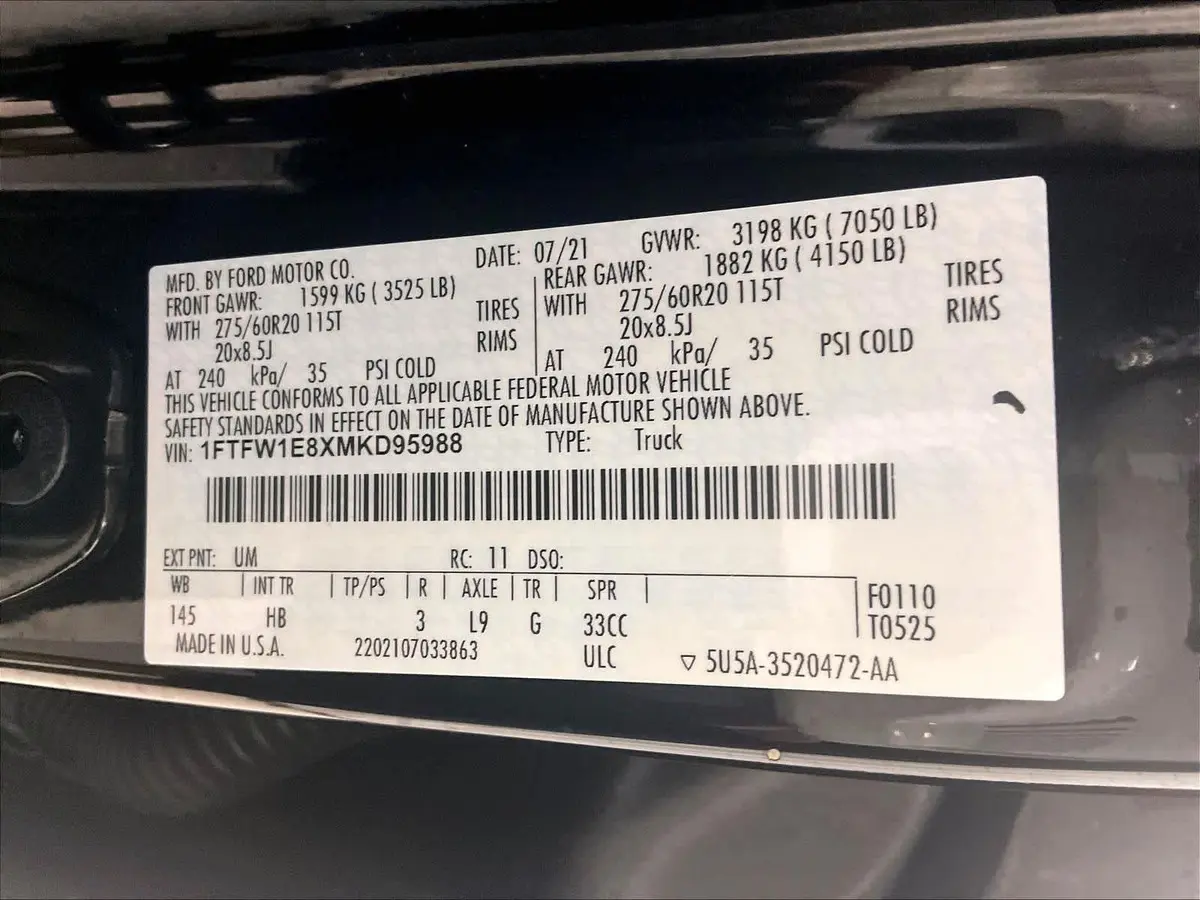 MFD. BY FORD MOTOR CO. DATE: 07/21 GVWR: 3198 KG ( 7050 LB)
FRONT GAWR: 1599 KG ( 3525 LB) REAR GAWR: 1882 KG ( 4150 LB)
WITH 275/60R20 115T TIRES WITH 275/60R20 115T TIRES
20x8.5J RIMS 20x8.5J RIMS
AT 240 kPa/ 35 PSI COLD AT 240 kPa/ 35 PSI COLD
THIS VEHICLE CONFORMS TO ALL APPLICABLE FEDERAL MOTOR VEHICLE
SAFETY STANDARDS IN EFFECT ON THE DATE OF MANUFACTURE SHOWN ABOVE.
VIN: 1FTFW1E8XMKD95988 TYPE: Truck
EXT PNT: UM RC: 11 DSO:
WB | INT TR | TP/PS | R | AXLE | TR | SPR | F0110
145 HB 3 L9 G 33CC T0525
MADE IN U.S.A. 2202107033863 ULC ▽ 5U5A-3520472-AA